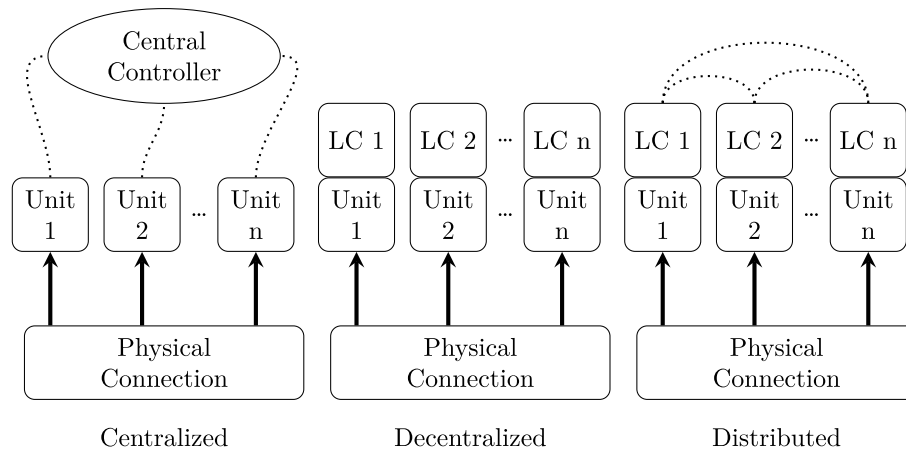 Central
Controller
LC 1
LC 2
...
LC n
LC 1
LC 2
...
LC n
Unit
1
Unit
2
...
Unit
n
Unit
1
Unit
2
...
Unit
n
Unit
1
Unit
2
...
Unit
n
Physical
Connection
Physical
Connection
Physical
Connection
Centralized
Decentralized
Distributed